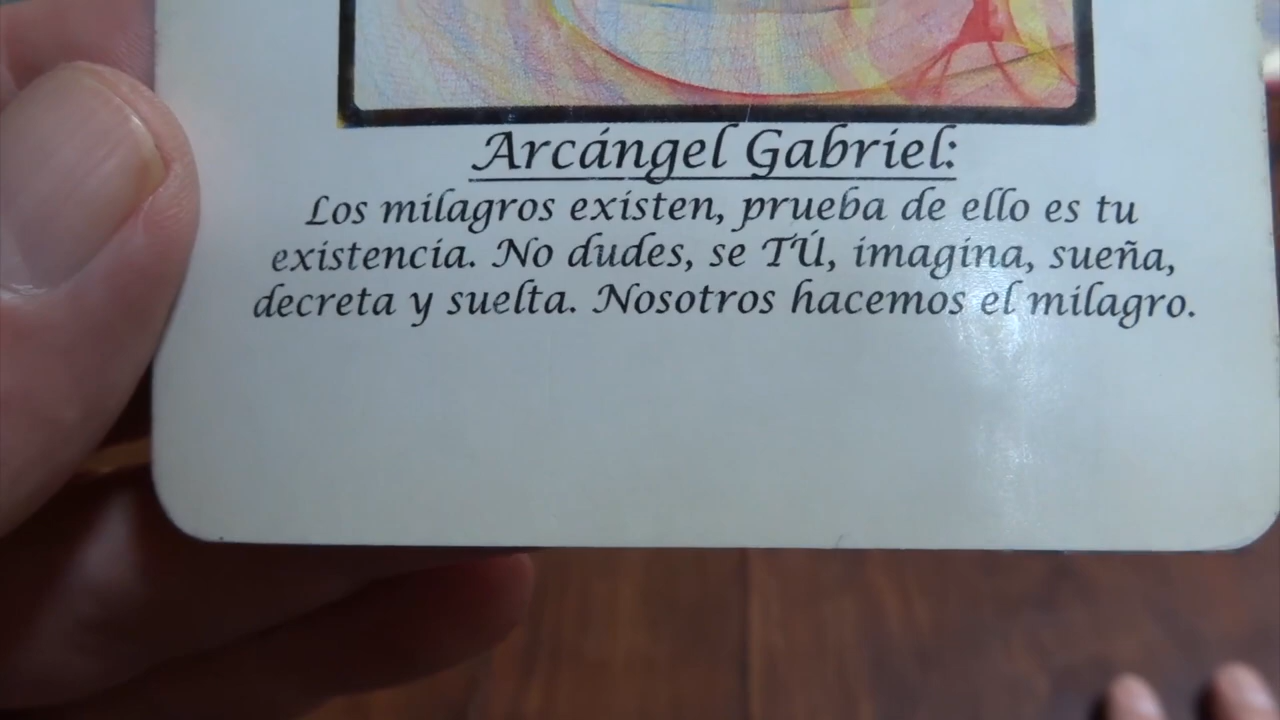 Arcángel Gabriel:
Los milagros existen, prueba de ello es tu
existencia. No dudes, se TÚ, imagina, sueña,
decreta y suelta. Nosotros hacemos el milagro.